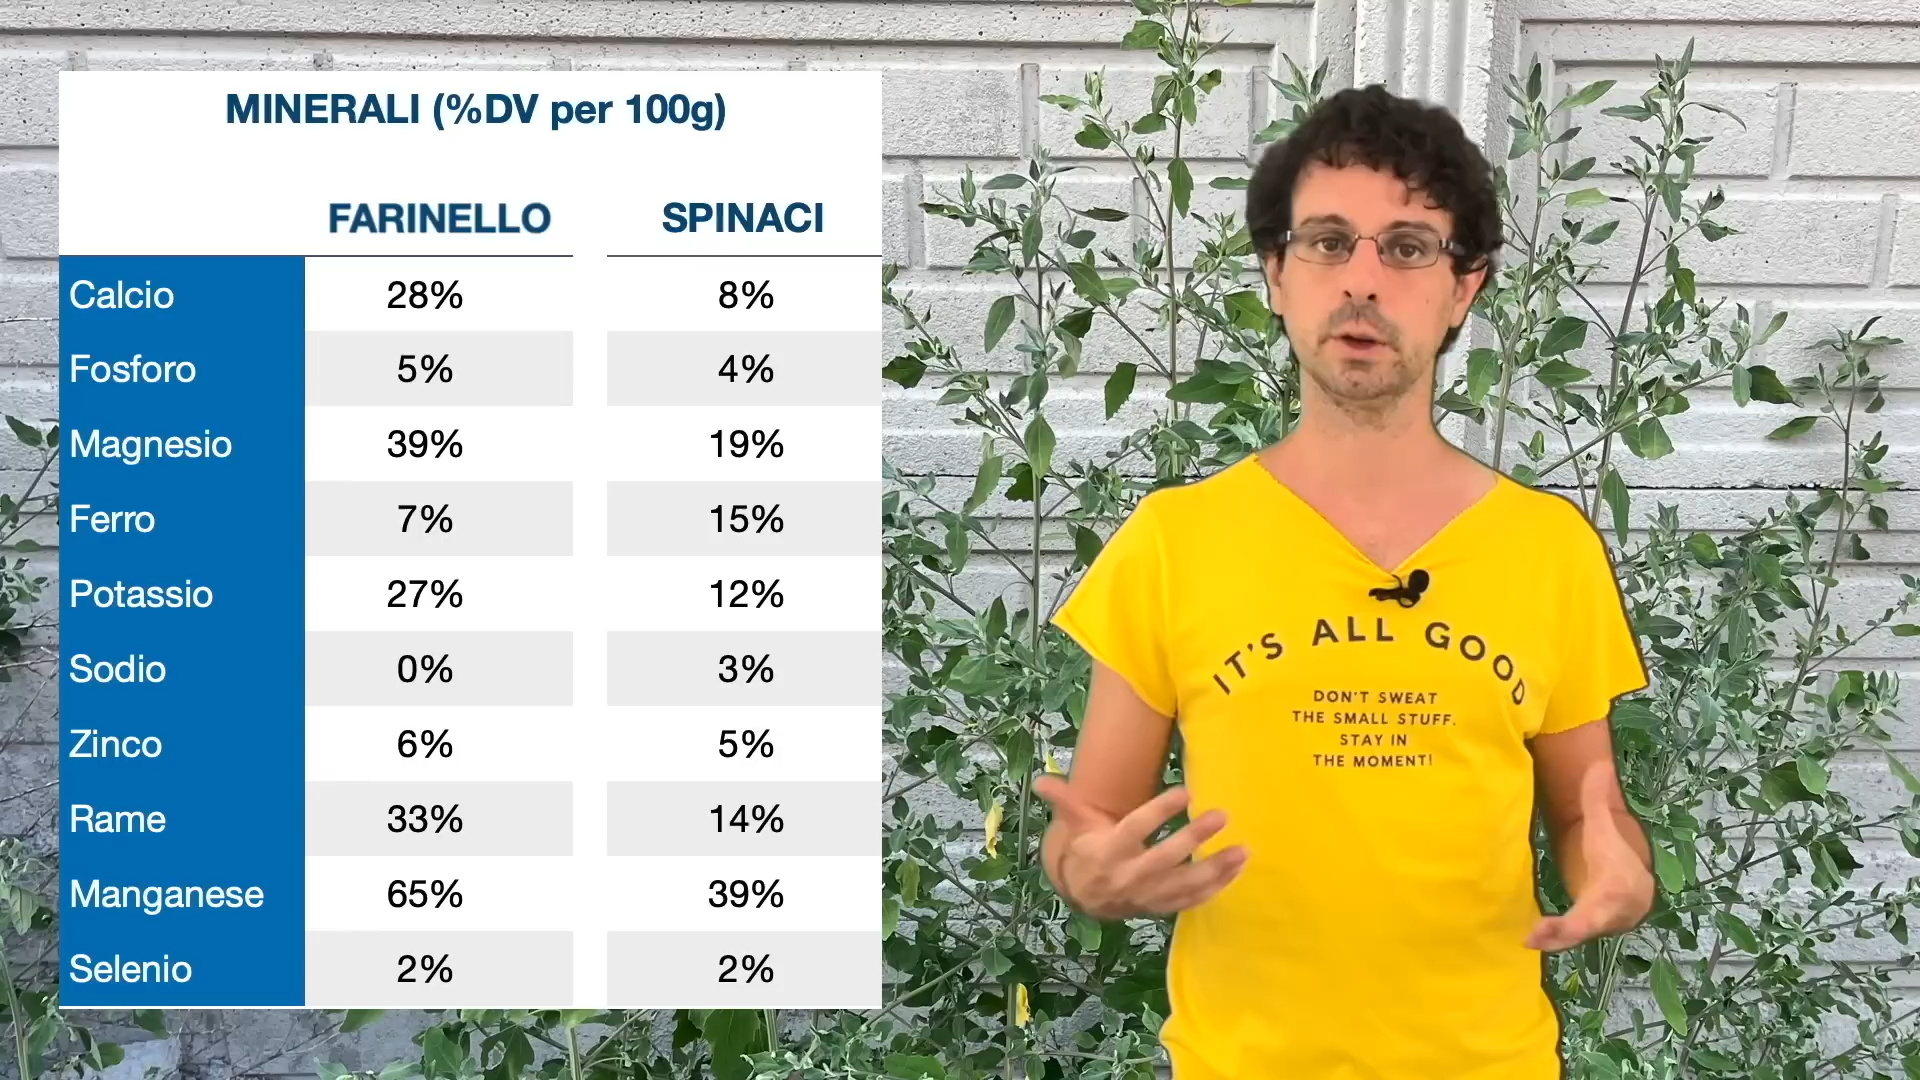 MINERALI (%DV per 100g)
FARINELLO SPINACI
Calcio 28% 8%
Fosforo 5% 4%
Magnesio 39% 19%
Ferro 7% 15%
Potassio 27% 12%
Sodio 0% 3%
Zinco 6% 5%
Rame 33% 14%
Manganese 65% 39%
Selenio 2% 2%
IT'S ALL GOOD
DON'T SWEAT
THE SMALL STUFF.
STAY IN
THE MOMENT!